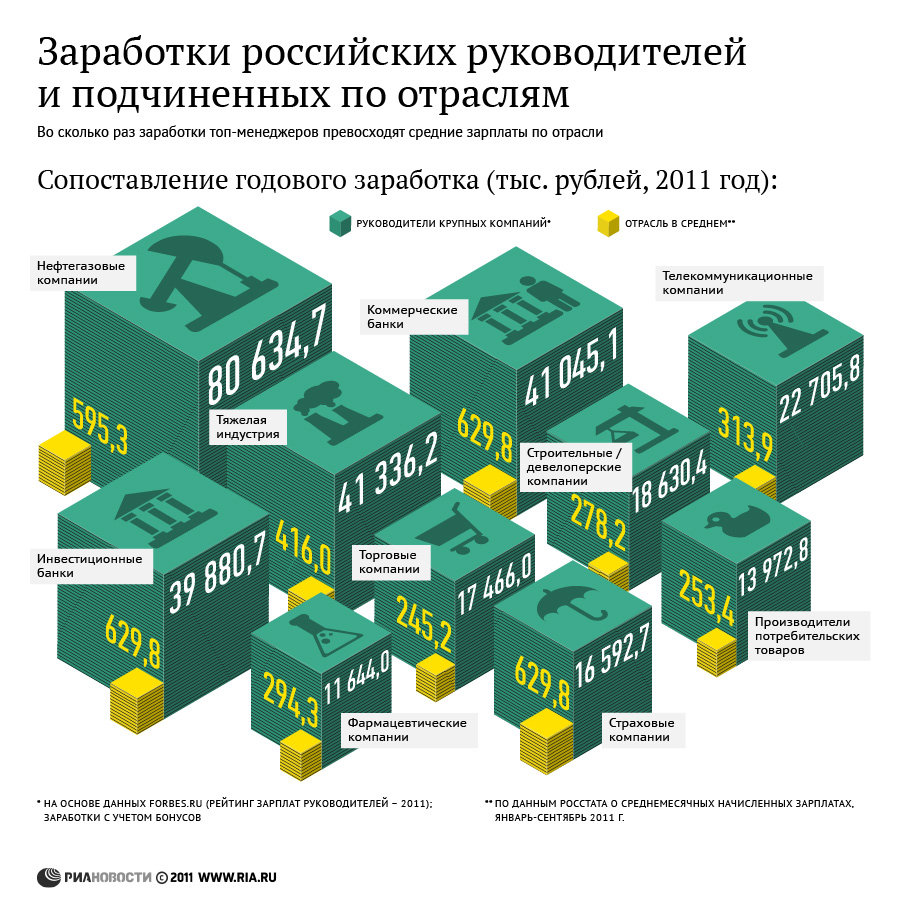 Заработки российских руководителей
и подчиненных по отраслям
Во сколько раз заработки топ-менеджеров превосходят средние зарплаты по отрасли
Сопоставление годового заработка (тыс. рублей, 2011 год):
РУКОВОДИТЕЛИ КРУПНЫХ КОМПАНИЙ*
ОТРАСЛЬ В СРЕДНЕМ**
Нефтегазовые
компании
80 634,7
595,3
Коммерческие
банки
41 045,1
629,8
Телекоммуникационные
компании
22 705,8
313,9
Тяжелая
индустрия
41 336,2
416,0
Строительные /
девелоперские
компании
18 630,4
278,2
Инвестиционные
банки
39 880,7
629,8
Торговые
компании
17 466,0
245,2
13 972,8
253,4
Производители
потребительских
товаров
11 644,0
294,3
Фармацевтические
компании
16 592,7
629,8
Страховые
компании
* НА ОСНОВЕ ДАННЫХ FORBES.RU (РЕЙТИНГ ЗАРПЛАТ РУКОВОДИТЕЛЕЙ – 2011);
ЗАРАБОТКИ С УЧЕТОМ БОНУСОВ
** ПО ДАННЫМ РОССТАТА О СРЕДНЕМЕСЯЧНЫХ НАЧИСЛЕННЫХ ЗАРПЛАТАХ,
ЯНВАРЬ-СЕНТЯБРЬ 2011 Г.
РИАНОВОСТИ © 2011 WWW.RIA.RU